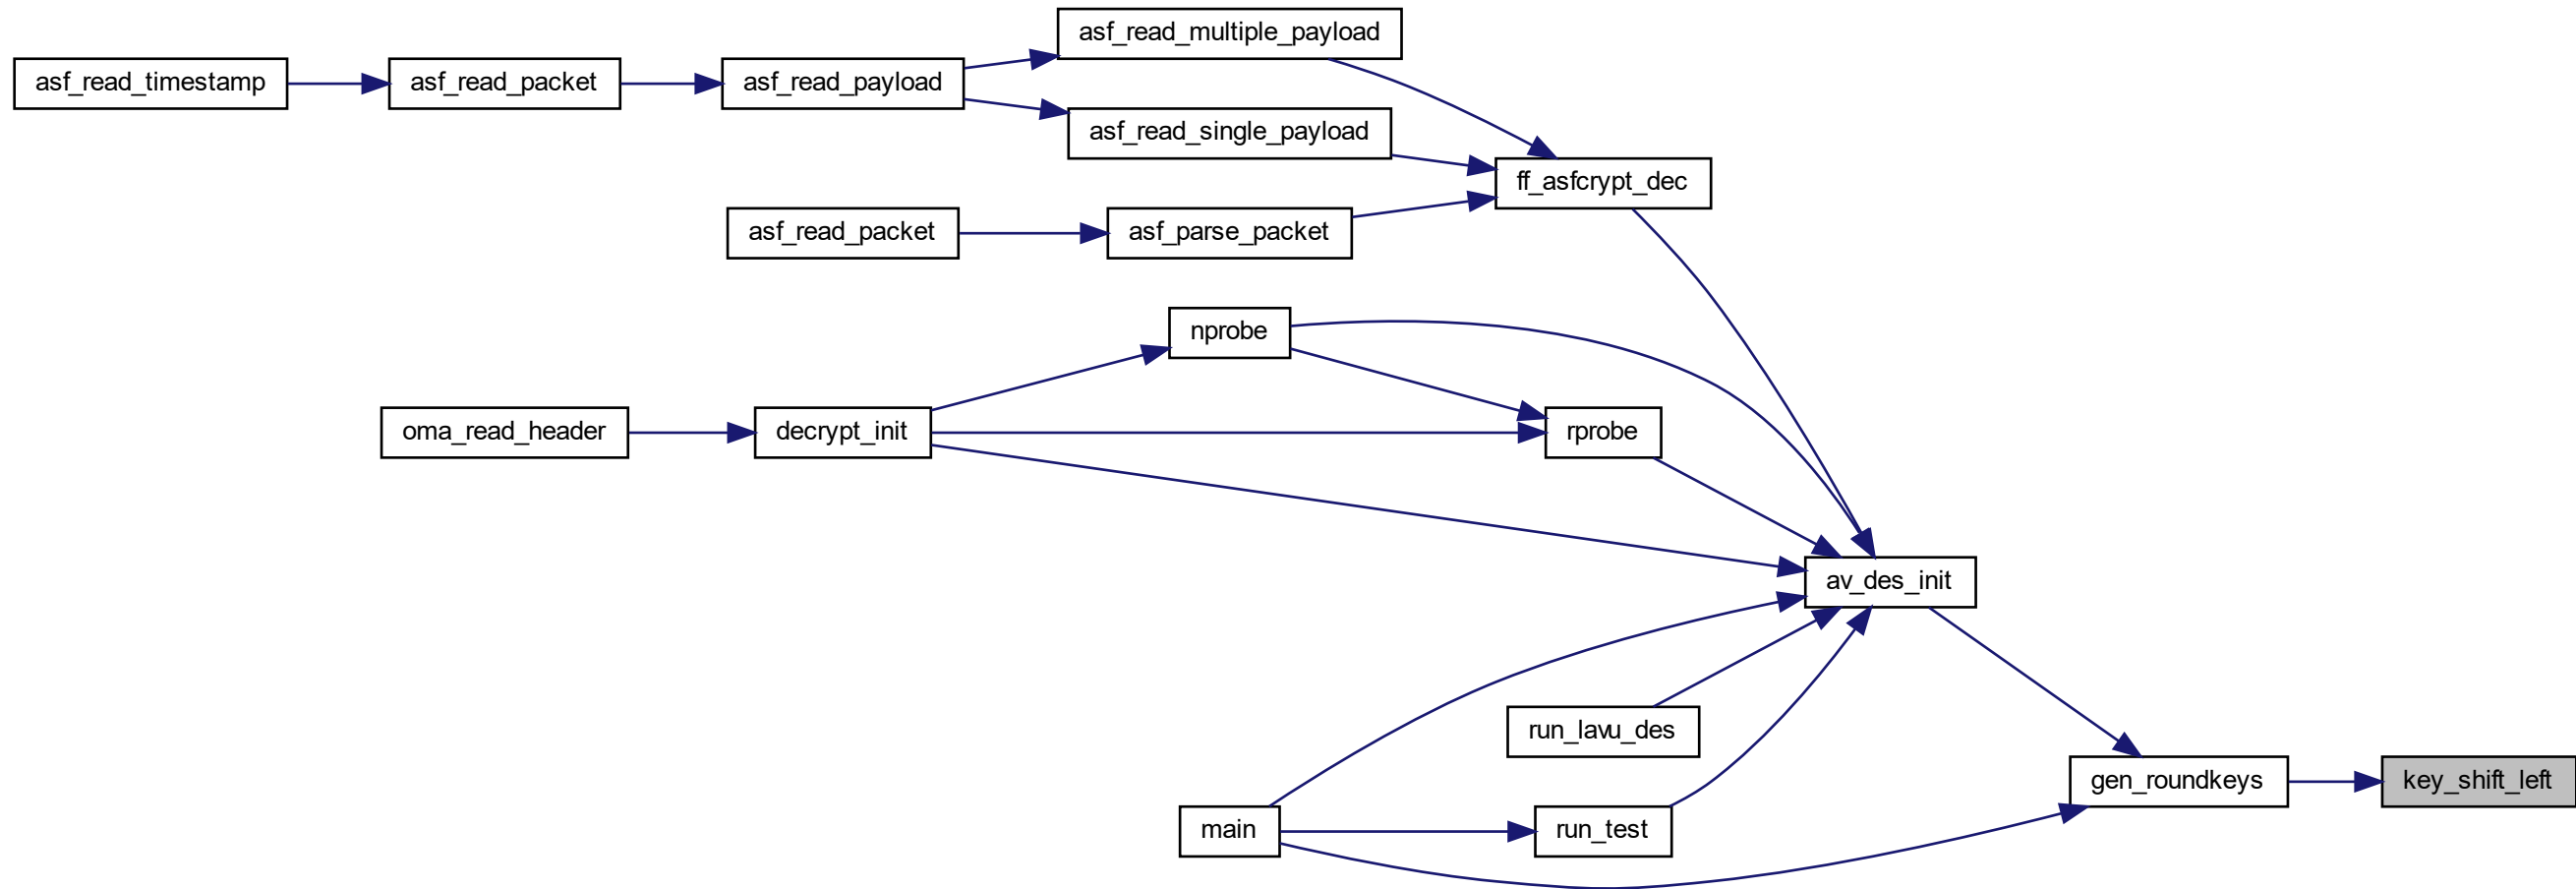 asf_read_multiple_payload
asf_read_timestamp
asf_read_packet
asf_read_payload
asf_read_single_payload
ff_asfcrypt_dec
asf_read_packet
asf_parse_packet
nprobe
oma_read_header
decrypt_init
rprobe
av_des_init
run_lavu_des
gen_roundkeys
key_shift_left
main
run_test